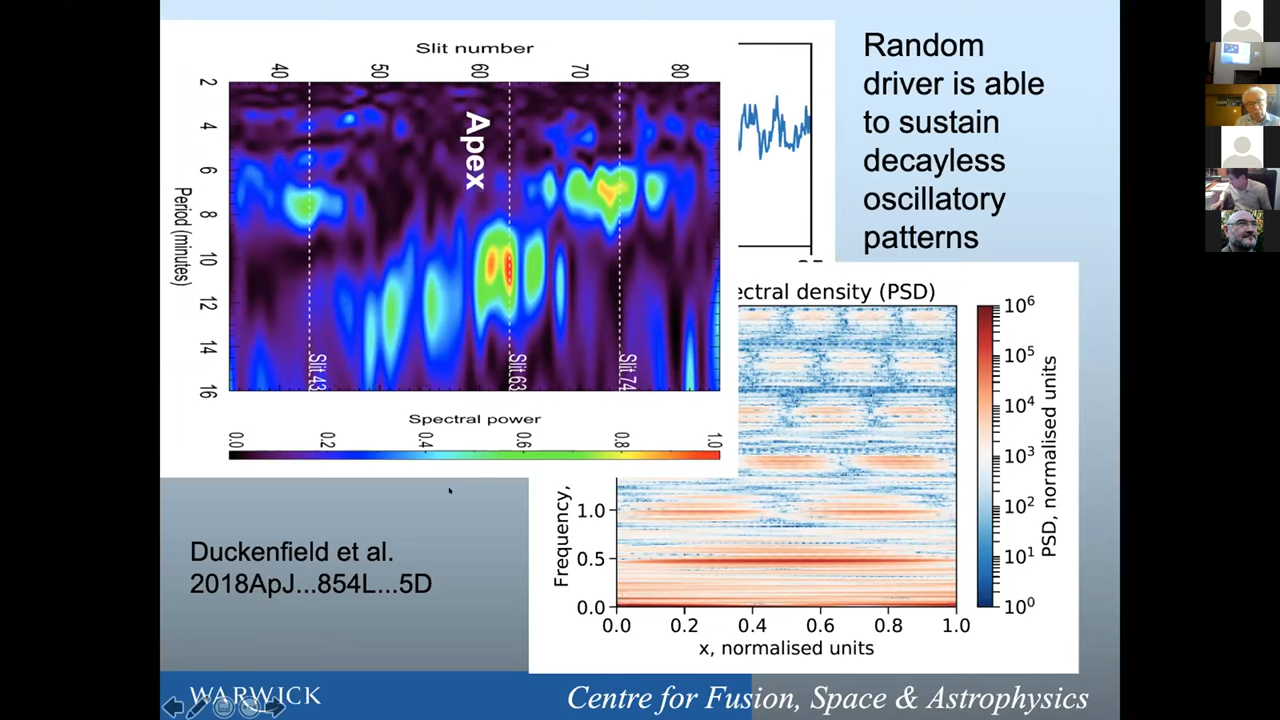 Slit number
40
50
60
70
80
2
4
6
8
10
12
14
16
Period (minutes)
Apex
Slit 43
Slit 63
Slit 74
Spectral power
0.0
0.2
0.4
0.6
0.8
1.0
Random
driver is able
to sustain
decayless
oscillatory
patterns
ectral density (PSD)
10⁶
10⁵
10⁴
10³
10²
10¹
10⁰
PSD, normalised units
1.0
0.5
0.0
Frequency,
0.0 0.2 0.4 0.6 0.8 1.0
x, normalised units
Duckenfield et al.
2018ApJ...854L...5D
WARWICK
Centre for Fusion, Space & Astrophysics